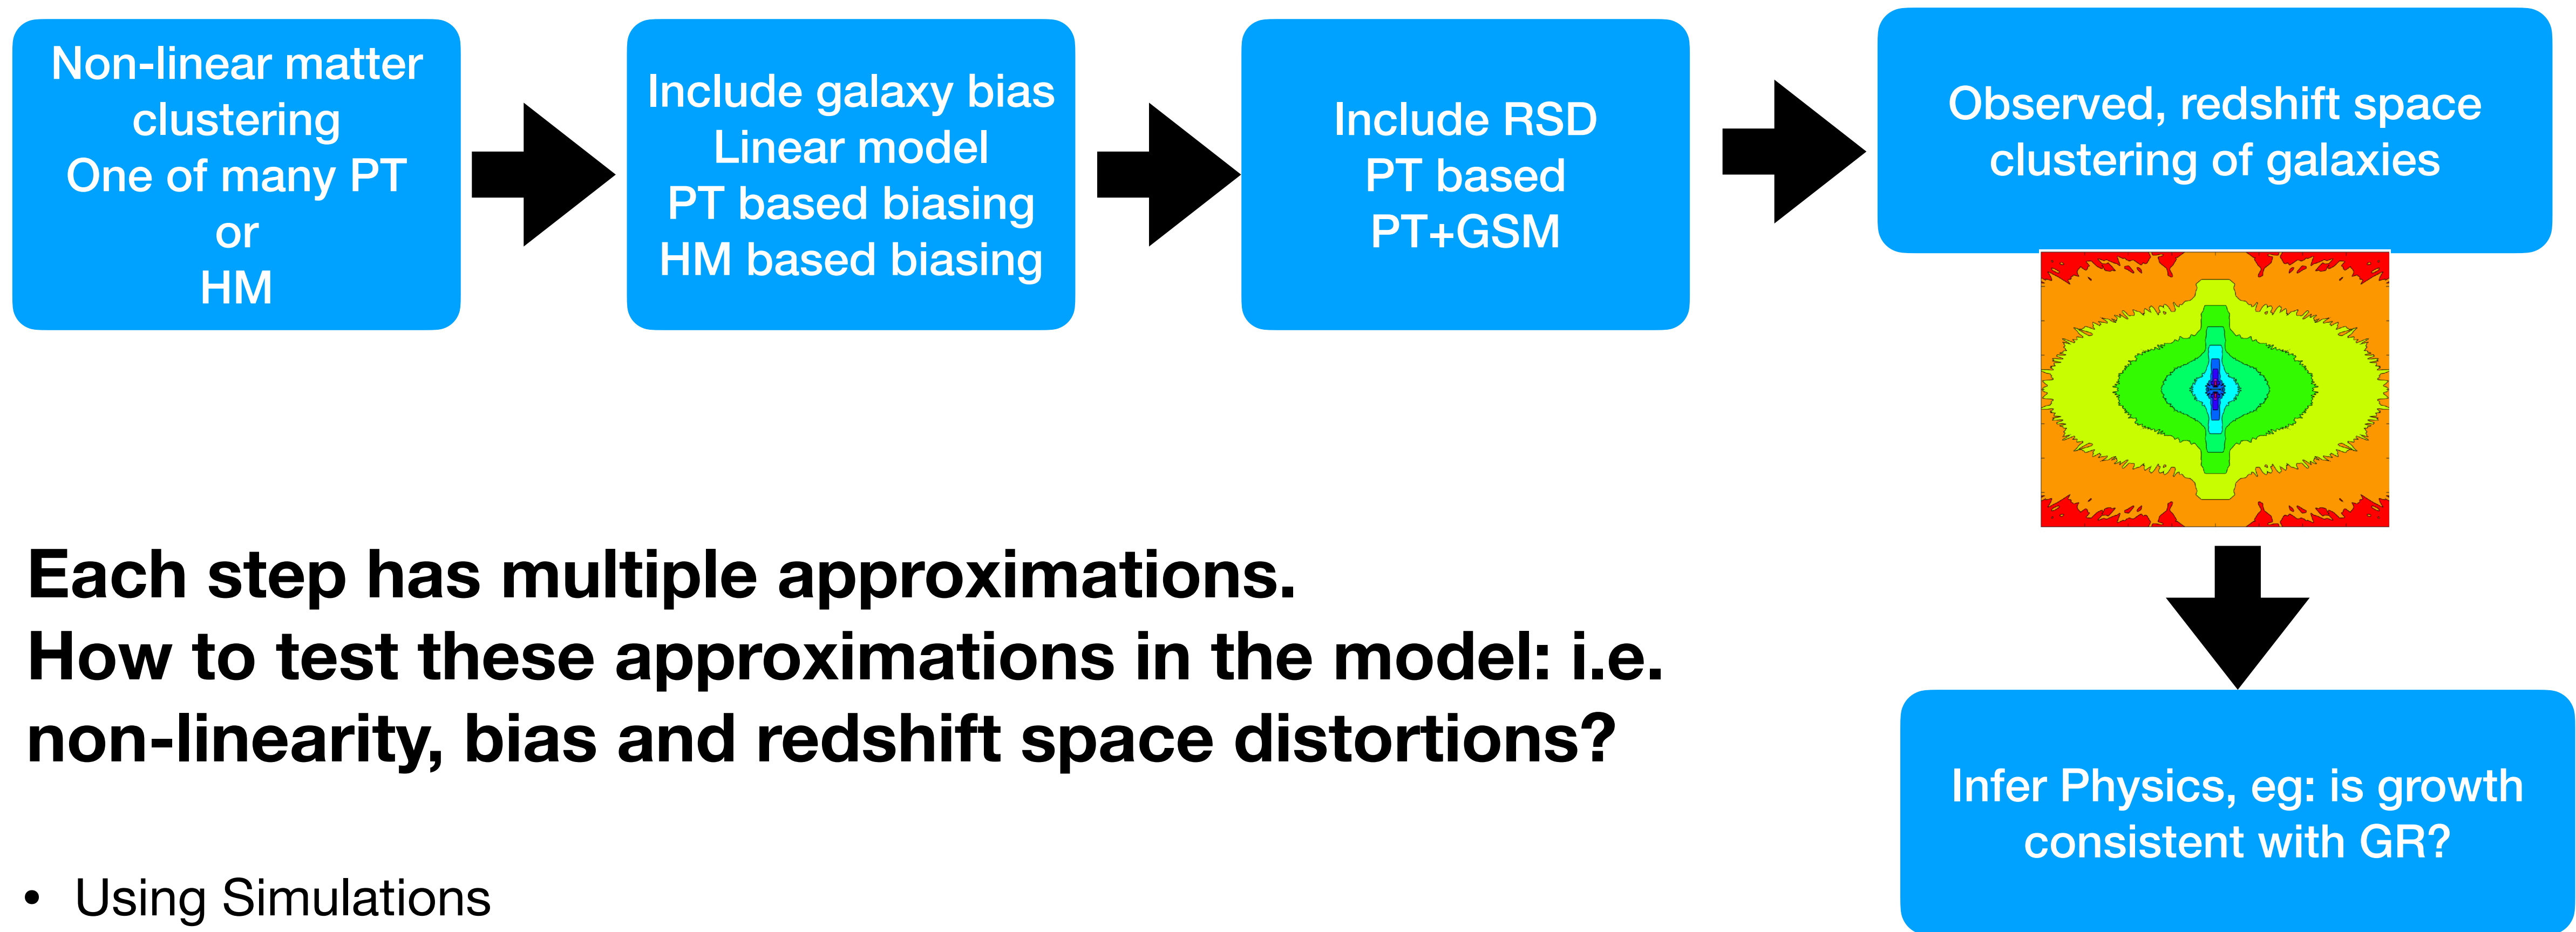 Non-linear matter
clustering
One of many PT
or
HM
Include galaxy bias
Linear model
PT based biasing
HM based biasing
Include RSD
PT based
PT+GSM
Observed, redshift space
clustering of galaxies
Each step has multiple approximations.
How to test these approximations in the model: i.e.
non-linearity, bias and redshift space distortions?
• Using Simulations
Infer Physics, eg: is growth
consistent with GR?